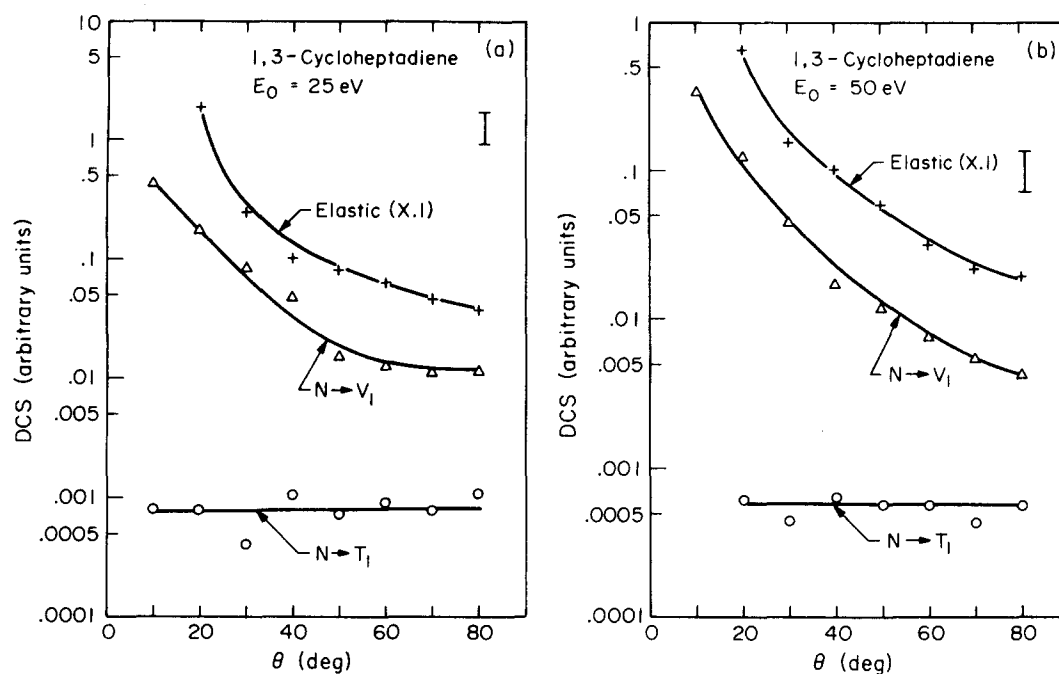 (a)
1,3-Cycloheptadiene
E₀ = 25 eV
Elastic (X.1)
N→V₁
N→T₁
DCS (arbitrary units)
10
5
1
.5
.1
.05
.01
.005
.001
.0005
.0001
0 20 40 60 80
θ (deg)
(b)
1,3-Cycloheptadiene
E₀ = 50 eV
Elastic (X.1)
N→V₁
N→T₁
DCS (arbitrary units)
1
.5
.1
.05
.01
.005
.001
.0005
.0001
0 20 40 60 80
θ (deg)